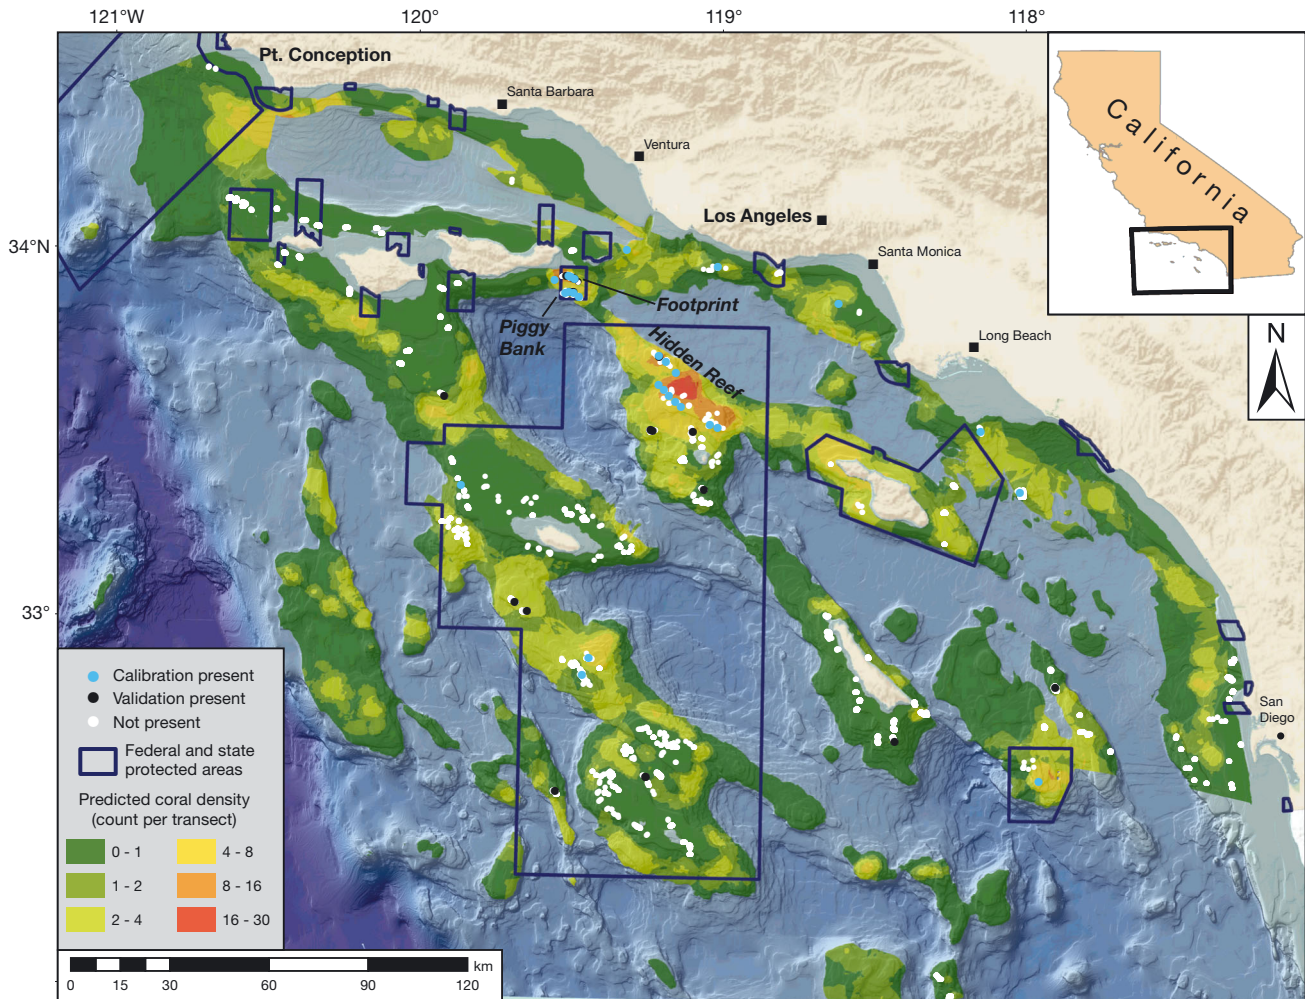 121°W
120°
119°
118°
Pt. Conception
Santa Barbara
Ventura
Los Angeles
34°N
Santa Monica
Footprint
Piggy
Bank
Hidden Reef
Long Beach
California
N
33°
San
Diego
Calibration present
Validation present
Not present
Federal and state
protected areas
Predicted coral density
(count per transect)
0 - 1
4 - 8
1 - 2
8 - 16
2 - 4
16 - 30
km
0 15 30 60 90 120